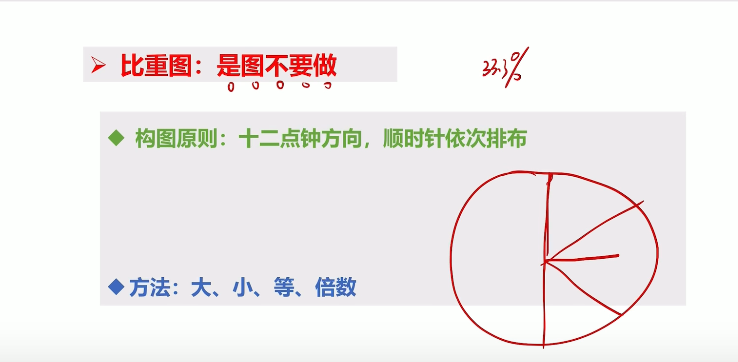 ➢ 比重图：是图不要做
33.3%
◆ 构图原则：十二点钟方向，顺时针依次排布
◆ 方法：大、小、等、倍数